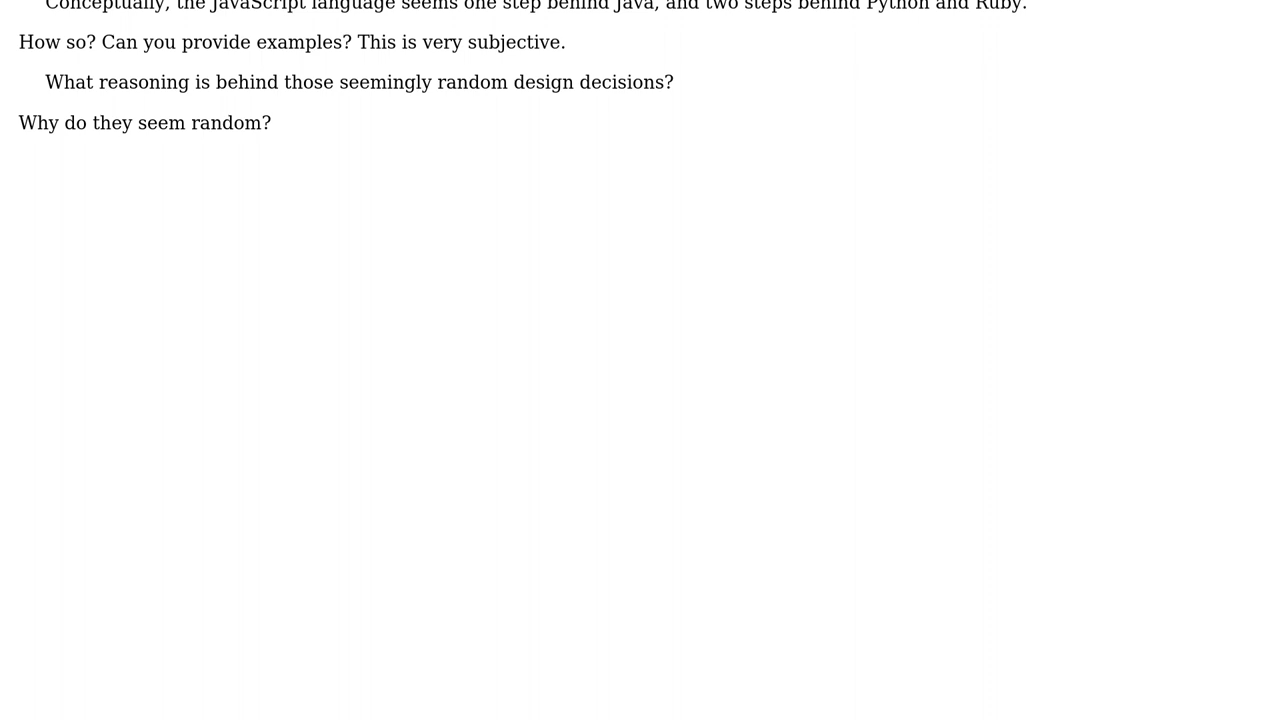 Conceptually, the JavaScript language seems one step behind Java, and two steps behind Python and Ruby.
How so? Can you provide examples? This is very subjective.
What reasoning is behind those seemingly random design decisions?
Why do they seem random?